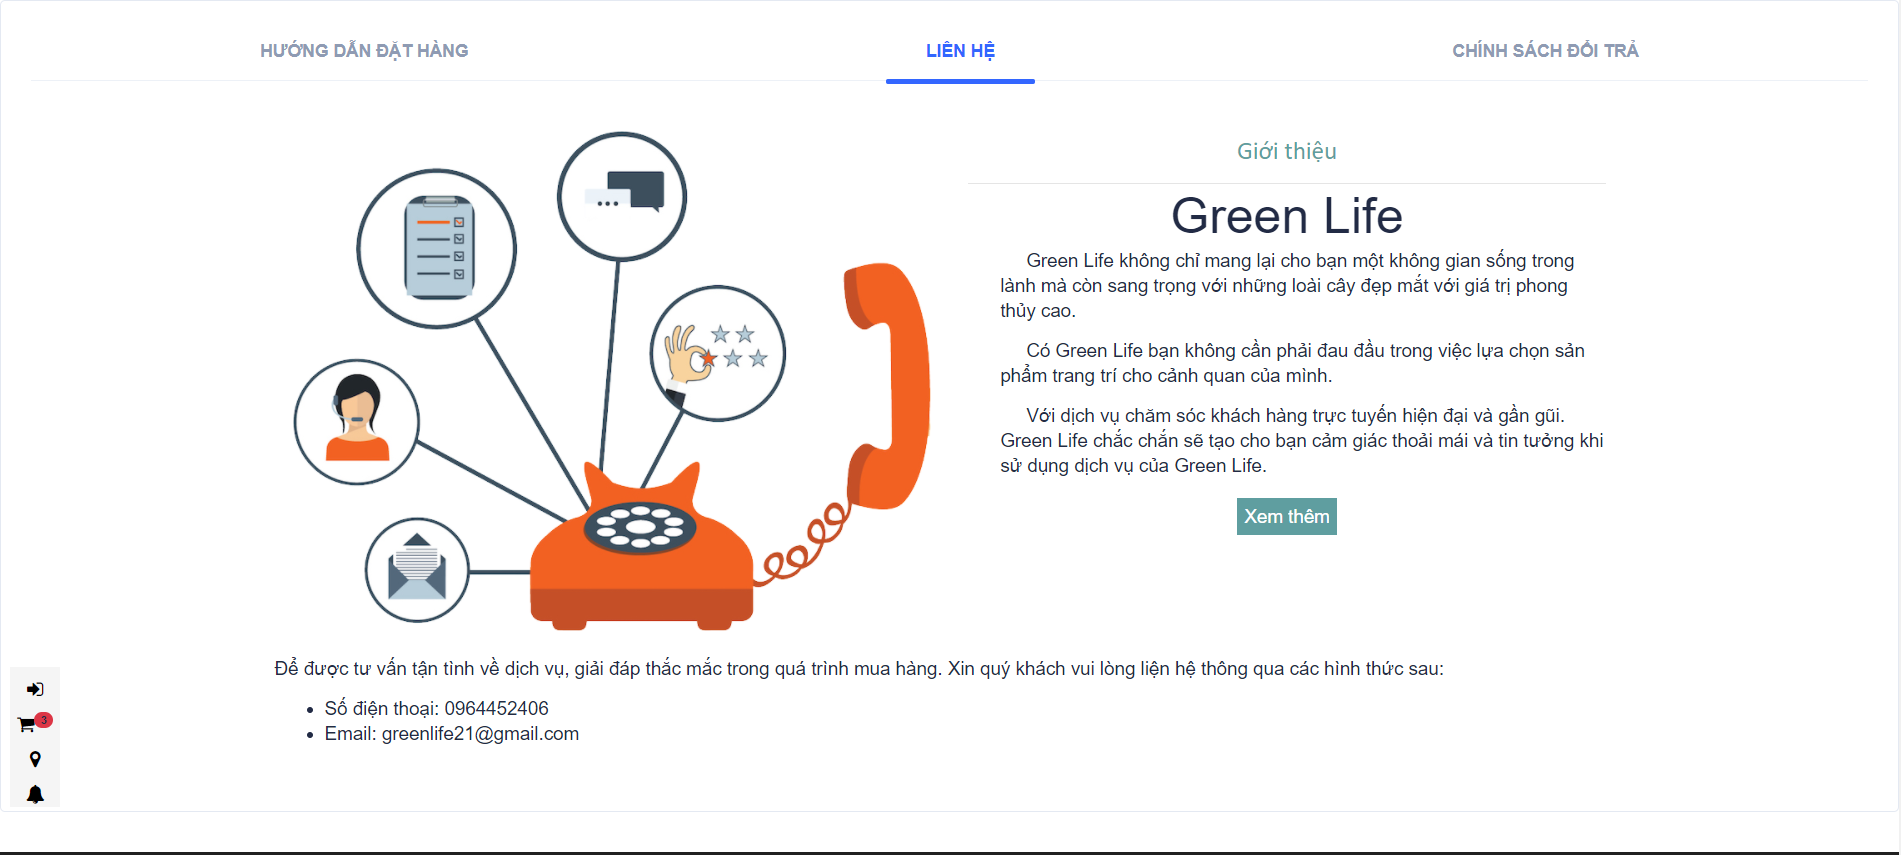 HƯỚNG DẪN ĐẶT HÀNG
LIÊN HỆ
CHÍNH SÁCH ĐỔI TRẢ
Giới thiệu
Green Life
Green Life không chỉ mang lại cho bạn một không gian sống trong
lành mà còn sang trọng với những loài cây đẹp mắt với giá trị phong
thủy cao.
Có Green Life bạn không cần phải đau đầu trong việc lựa chọn sản
phẩm trang trí cho cảnh quan của mình.
Với dịch vụ chăm sóc khách hàng trực tuyến hiện đại và gần gũi.
Green Life chắc chắn sẽ tạo cho bạn cảm giác thoải mái và tin tưởng khi
sử dụng dịch vụ của Green Life.
Xem thêm
Để được tư vấn tận tình về dịch vụ, giải đáp thắc mắc trong quá trình mua hàng. Xin quý khách vui lòng liện hệ thông qua các hình thức sau:
• Số điện thoại: 0964452406
• Email: greenlife21@gmail.com
3